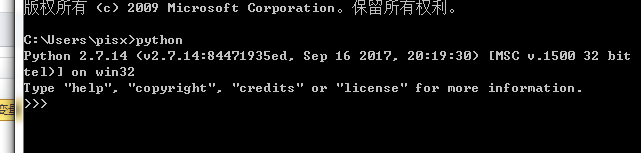 版权所有 (c) 2009 Microsoft Corporation。保留所有权利。
C:\Users\pisx>python
Python 2.7.14 (v2.7.14:84471935ed, Sep 16 2017, 20:19:30) [MSC v.1500 32 bit
tel)] on win32
Type "help", "copyright", "credits" or "license" for more information.
>>>
变量